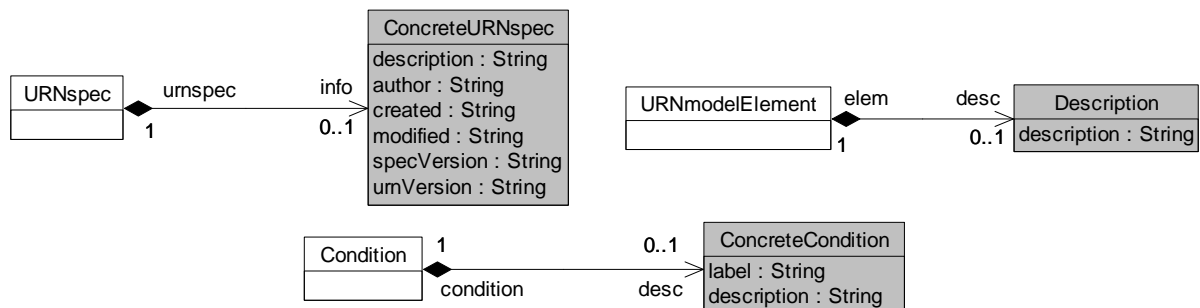 ConcreteURNspec
description : String
author : String
created : String
modified : String
specVersion : String
urnVersion : String
URNspec
urnspec
info
1
0..1
URNmodelElement
elem
desc
1
0..1
Description
description : String
Condition
1
0..1
condition
desc
ConcreteCondition
label : String
description : String